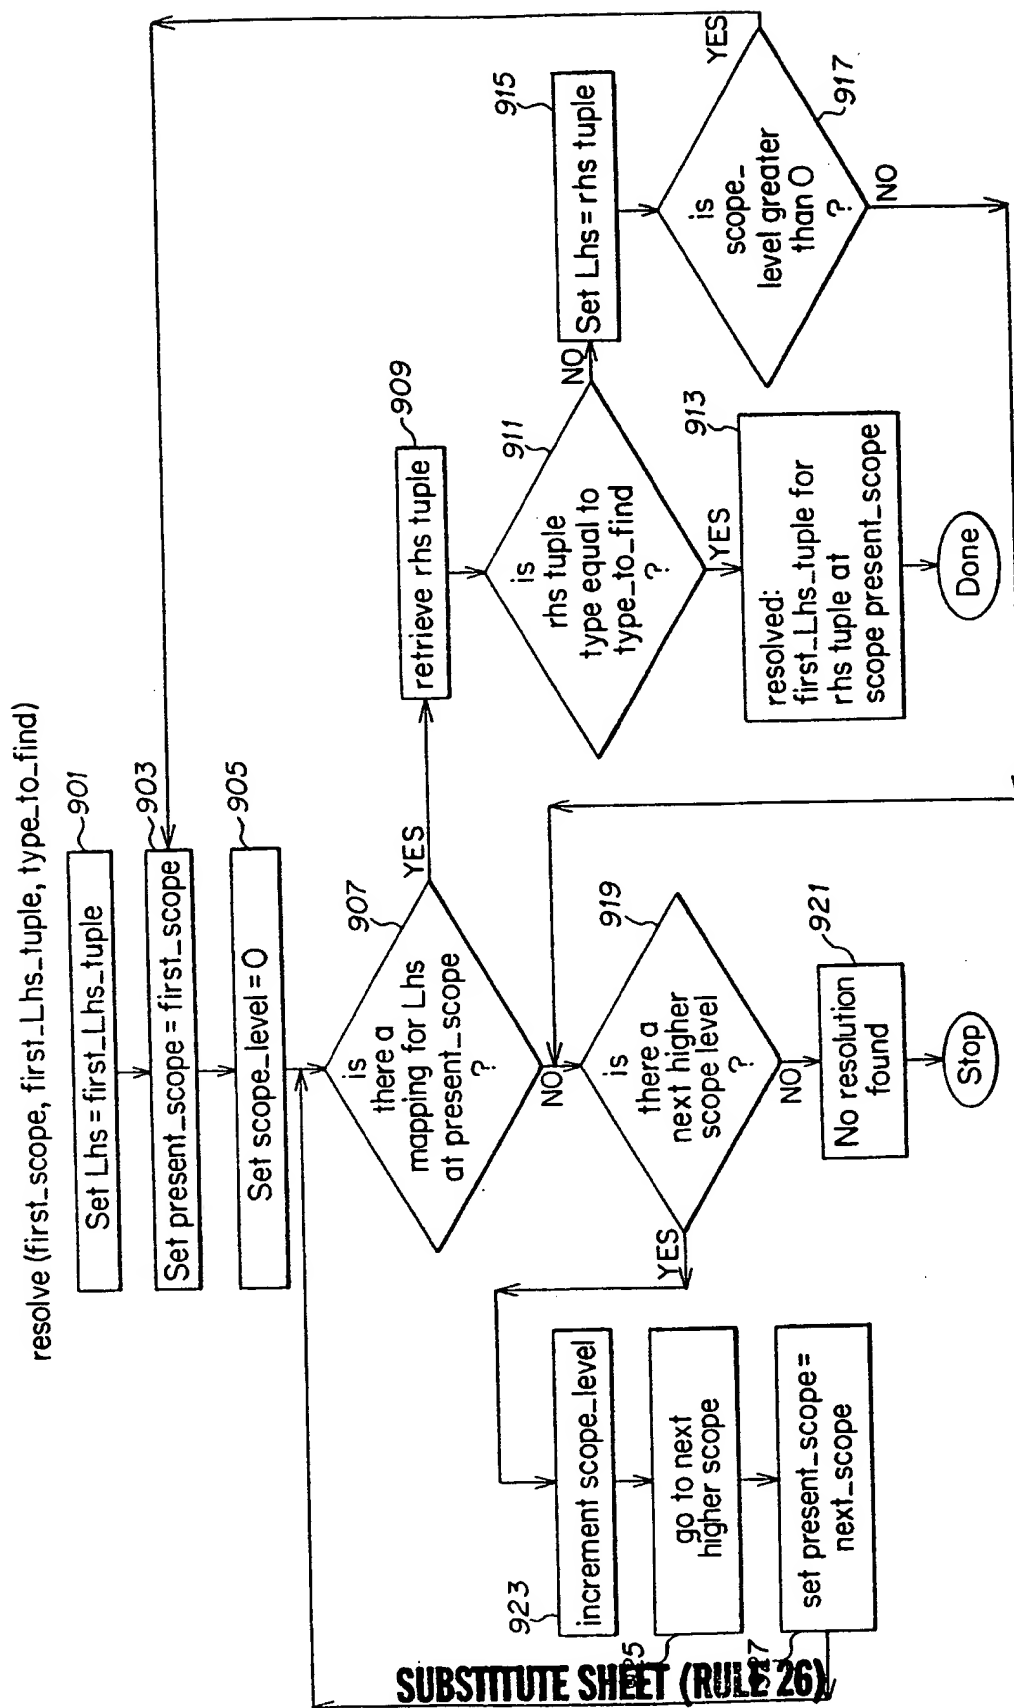 resolve (first_scope, first_Lhs_tuple, type_to_find)
901
Set Lhs = first_Lhs_tuple
903
Set present_scope = first_scope
905
Set scope_level = 0
907
is
there a
mapping for Lhs
at present_scope
?
YES
NO
909
retrieve rhs tuple
911
is
rhs tuple
type equal to
type_to_find
?
NO
YES
913
resolved:
first_Lhs_tuple for
rhs tuple at
scope present_scope
Done
915
Set Lhs = rhs tuple
917
is
scope_
level greater
than 0
?
YES
NO
919
is
there a
next higher
scope level
?
YES
NO
921
No resolution
found
Stop
923
increment scope_level
go to next
higher scope
set present_scope =
next_scope
SUBSTITUTE SHEET (RULE 26)